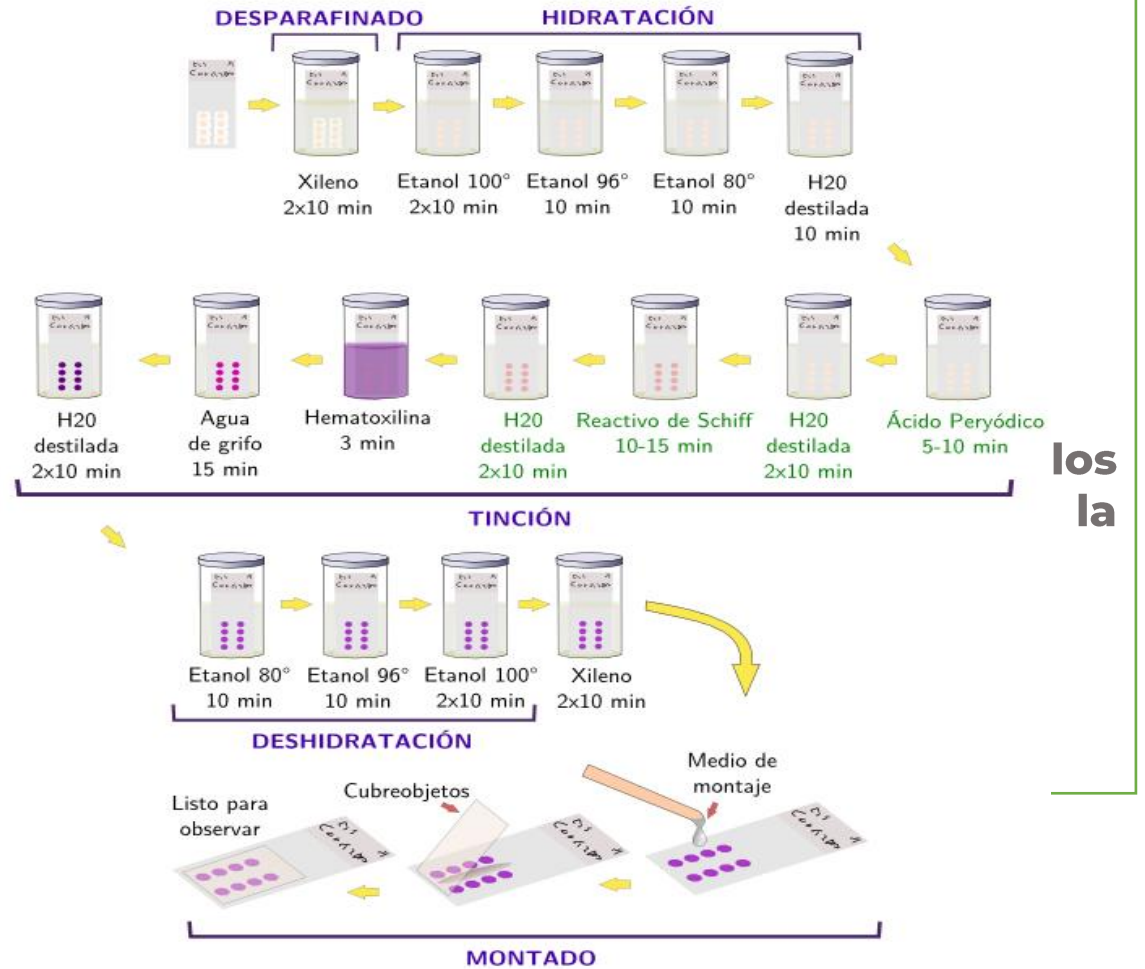 DESPARAFINADO
HIDRATACIÓN
Xileno
2x10 min
Etanol 100°
2x10 min
Etanol 96°
10 min
Etanol 80°
10 min
H20
destilada
10 min
H20
destilada
2x10 min
Agua
de grifo
15 min
Hematoxilina
3 min
H20
destilada
2x10 min
Reactivo de Schiff
10-15 min
H20
destilada
2x10 min
Ácido Peryódico
5-10 min
los
la
TINCIÓN
Etanol 80°
10 min
Etanol 96°
10 min
Etanol 100°
2x10 min
Xileno
2x10 min
DESHIDRATACIÓN
Listo para
observar
Cubreobjetos
Medio de
montaje
MONTADO